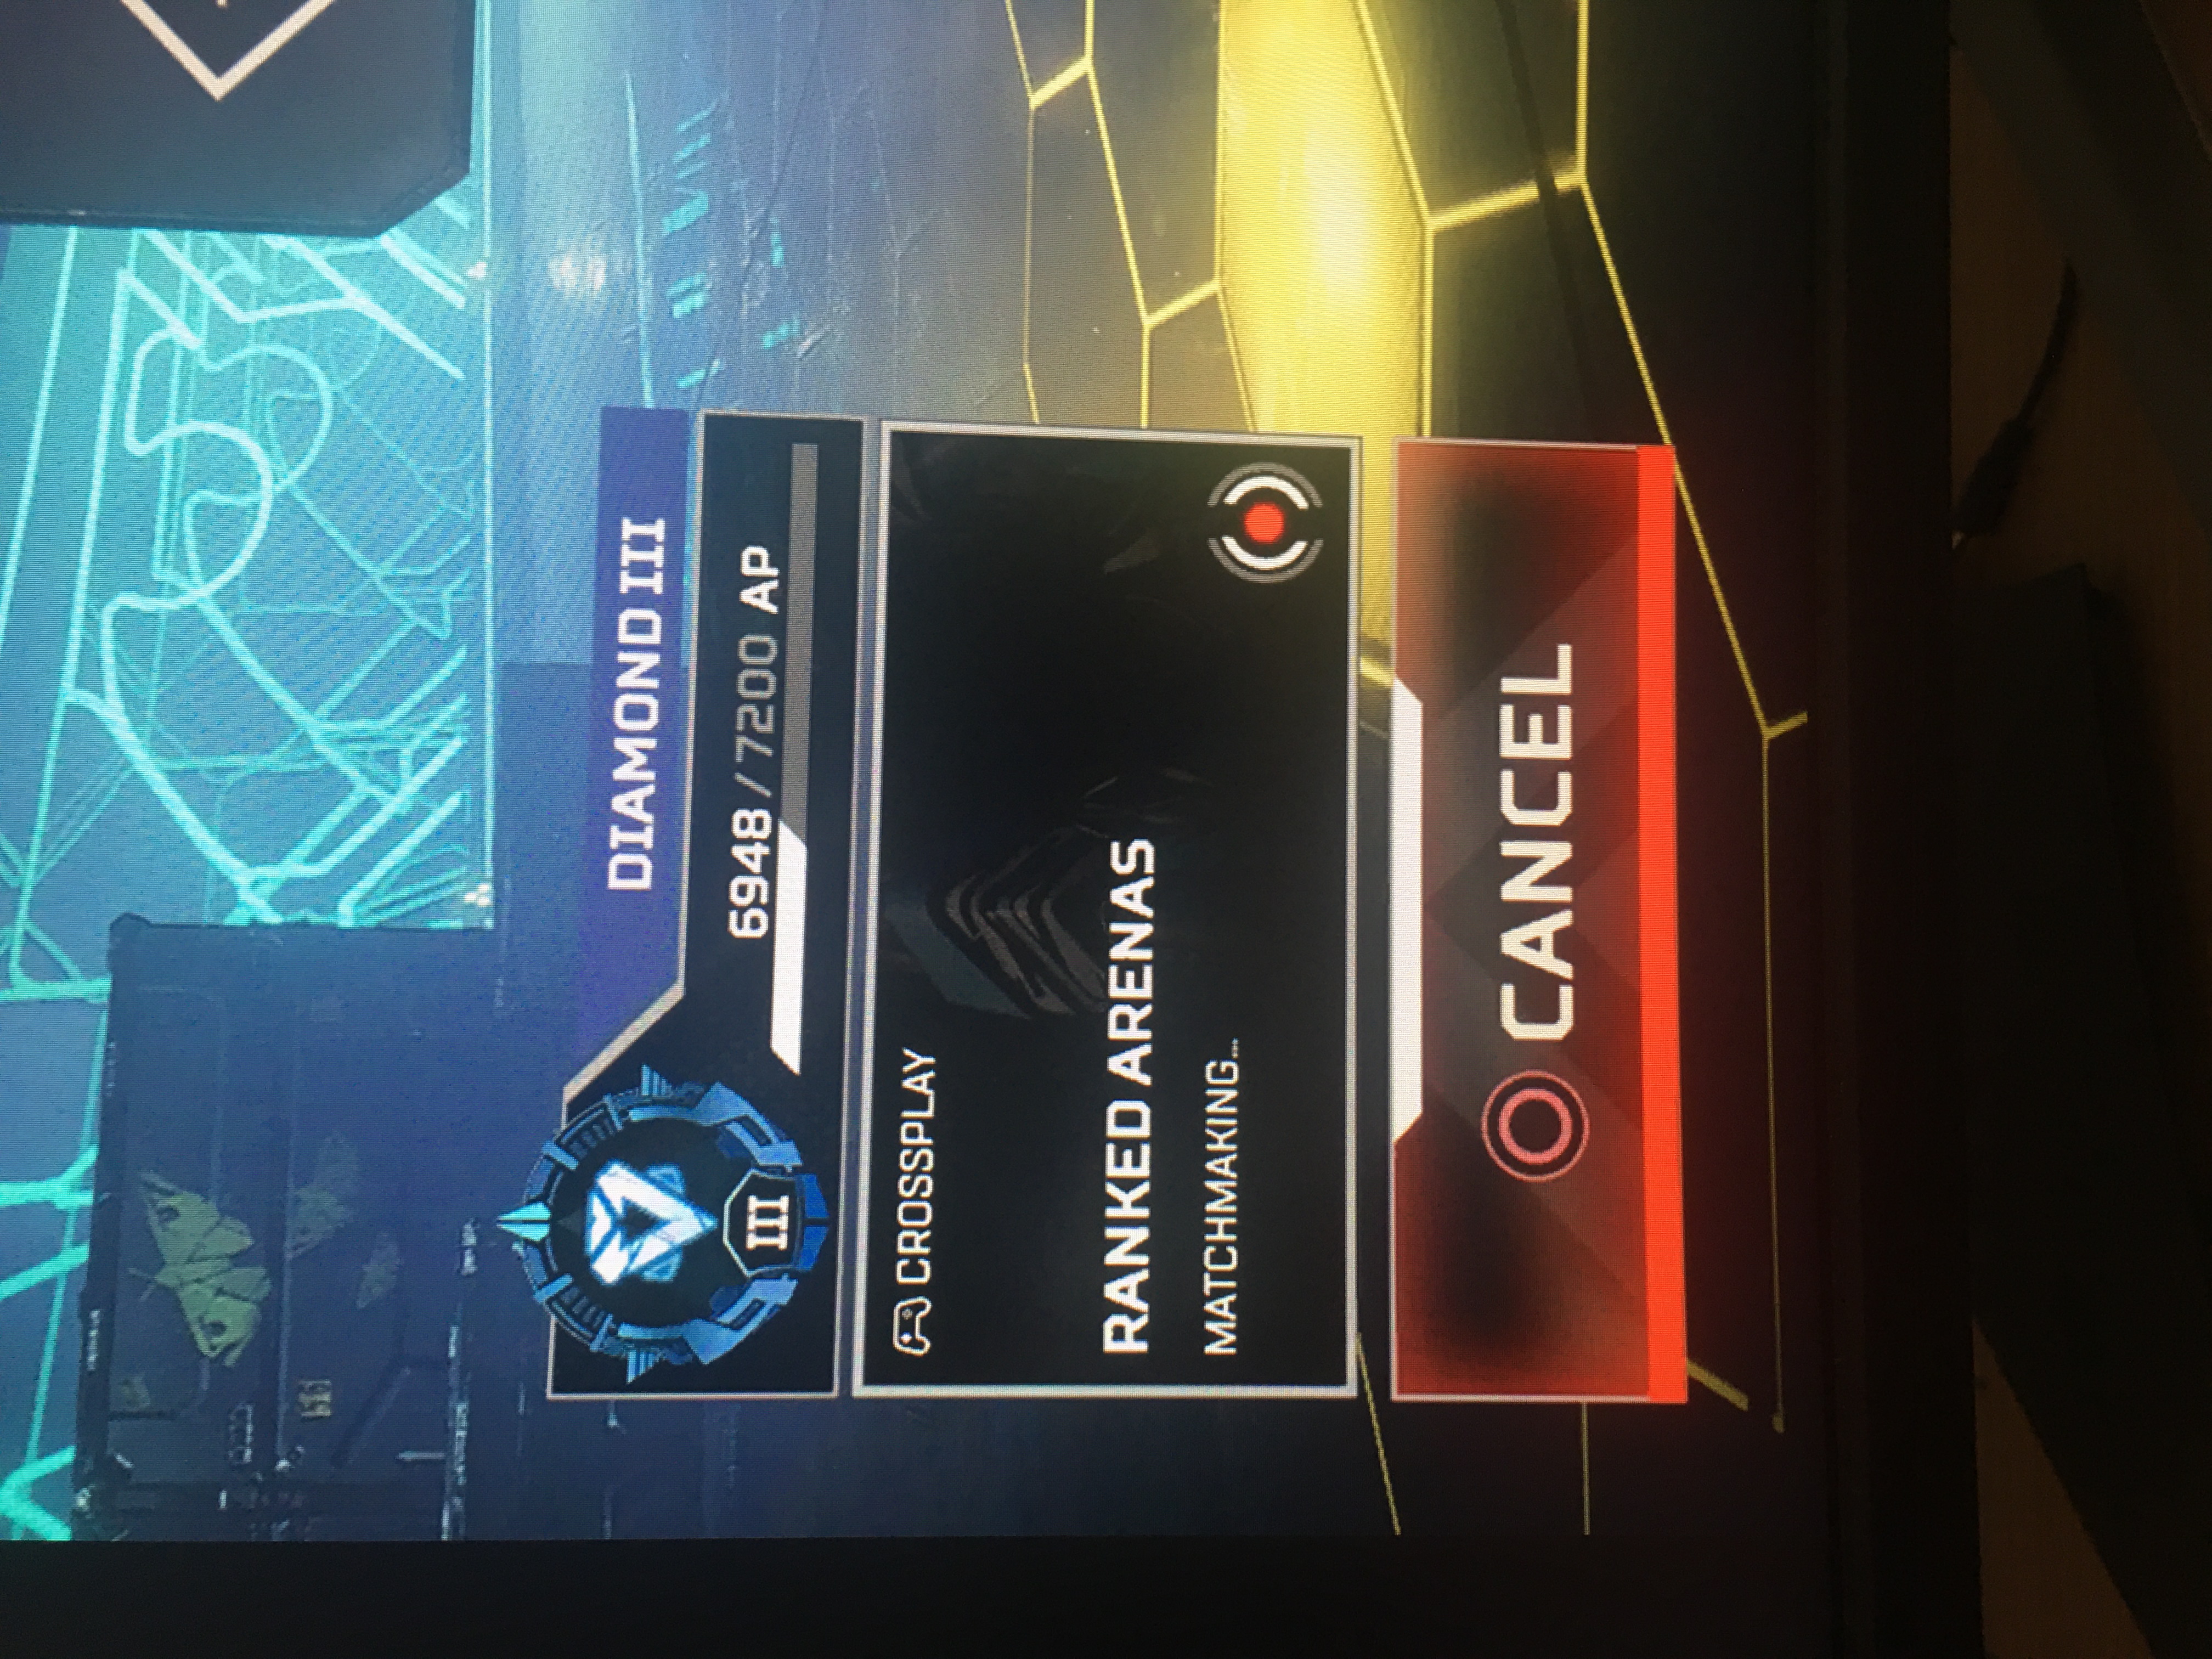 DIAMOND III
III
6948 / 7200 AP
CROSSPLAY
RANKED ARENAS
MATCHMAKING...
CANCEL